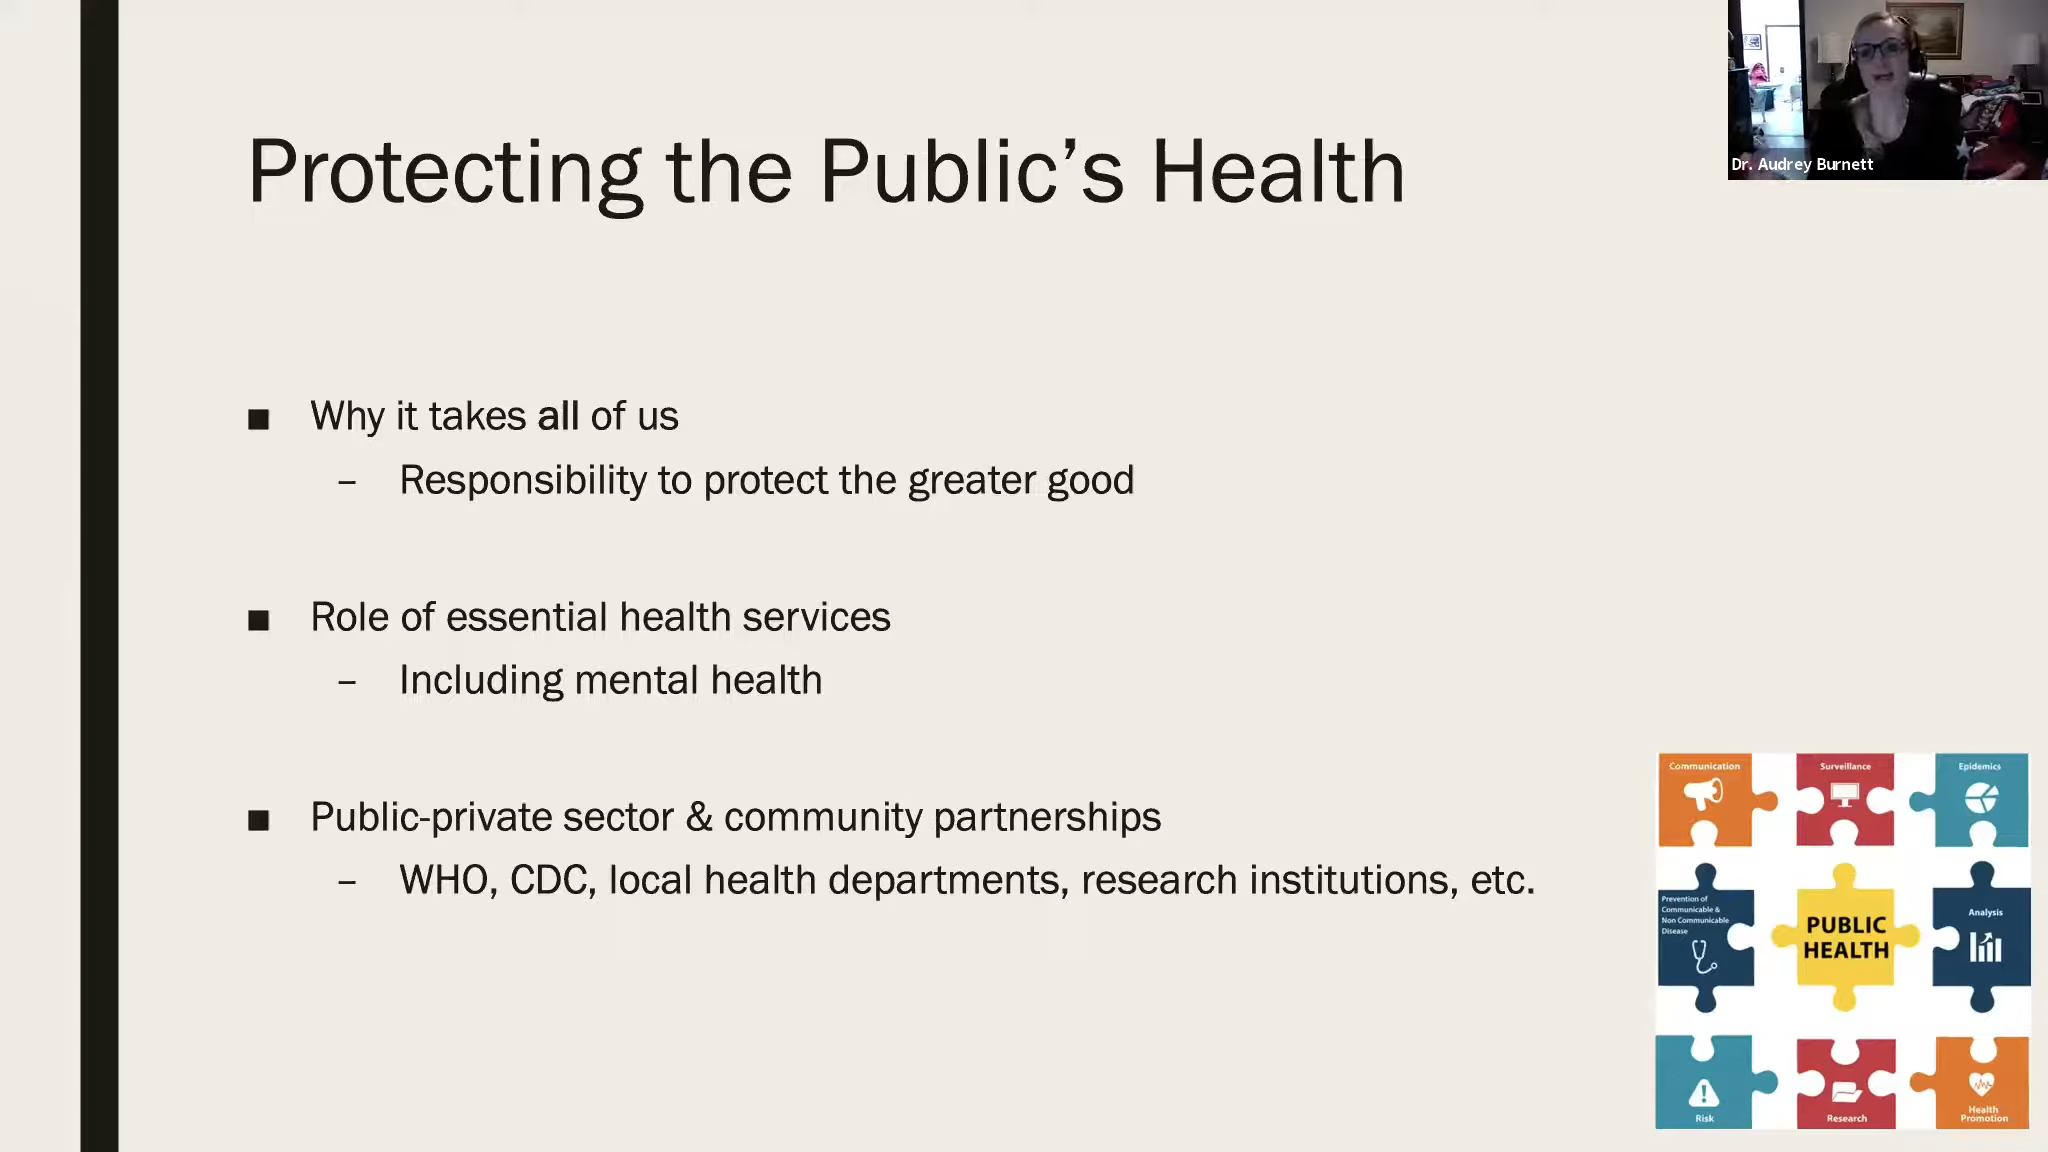 Protecting the Public’s Health
Dr. Audrey Burnett
■ Why it takes all of us
– Responsibility to protect the greater good
■ Role of essential health services
– Including mental health
■ Public-private sector & community partnerships
– WHO, CDC, local health departments, research institutions, etc.
Communication
Surveillance
Epidemics
Prevention of
Communicable &
Non Communicable
Disease
PUBLIC
HEALTH
Analysis
Risk
Research
Health
Promotion